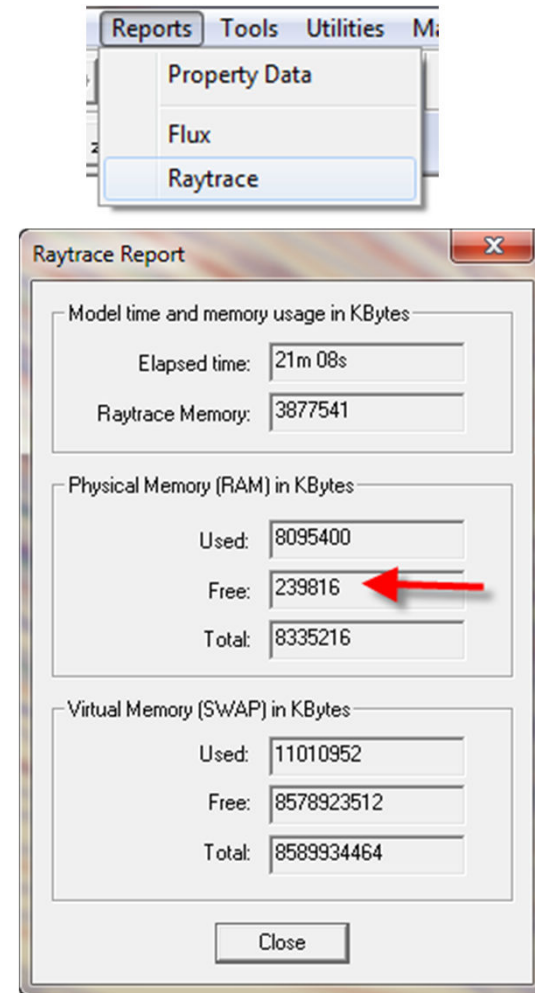 Reports Tools Utilities
Property Data
Flux
Raytrace
Raytrace Report
Model time and memory usage in KBytes
Elapsed time: 21m 08s
Raytrace Memory: 3877541
Physical Memory (RAM) in KBytes
Used: 8095400
Free: 239816
Total: 8335216
Virtual Memory (SWAP) in KBytes
Used: 11010952
Free: 8578923512
Total: 8589934464
Close